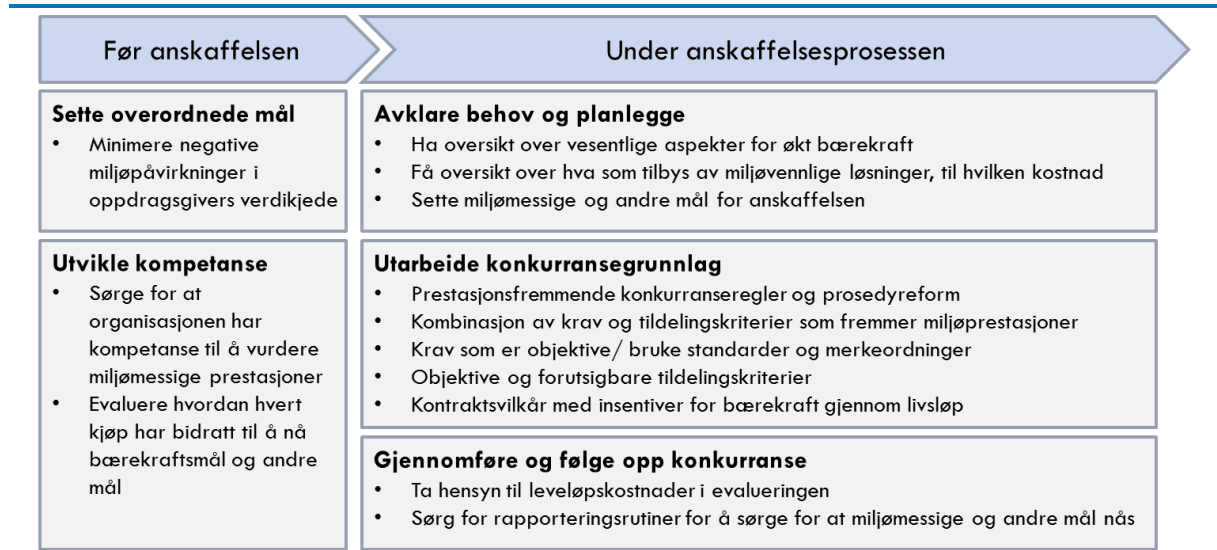 Før anskaffelsen
Under anskaffelsesprosessen
Sette overordnede mål
• Minimere negative
miljøpåvirkninger i
oppdragsgivers verdikjede
Utvikle kompetanse
• Sørge for at
organisasjonen har
kompetanse til å vurdere
miljømessige prestasjoner
• Evaluere hvordan hvert
kjøp har bidratt til å nå
bærekraftsmål og andre
mål
Avklare behov og planlegge
• Ha oversikt over vesentlige aspekter for økt bærekraft
• Få oversikt over hva som tilbys av miljøvennlige løsninger, til hvilken kostnad
• Sette miljømessige og andre mål for anskaffelsen
Utarbeide konkurransegrunnlag
• Prestasjonsfremmende konkurranseregler og prosedyreform
• Kombinasjon av krav og tildelingskriterier som fremmer miljøprestasjoner
• Krav som er objektive/ bruke standarder og merkeordninger
• Objektive og forutsigbare tildelingskriterier
• Kontraktsvilkår med insentiver for bærekraft gjennom livsløp
Gjennomføre og følge opp konkurranse
• Ta hensyn til leveløpskostnader i evalueringen
• Sørg for rapporteringsrutiner for å sørge for at miljømessige og andre mål nås